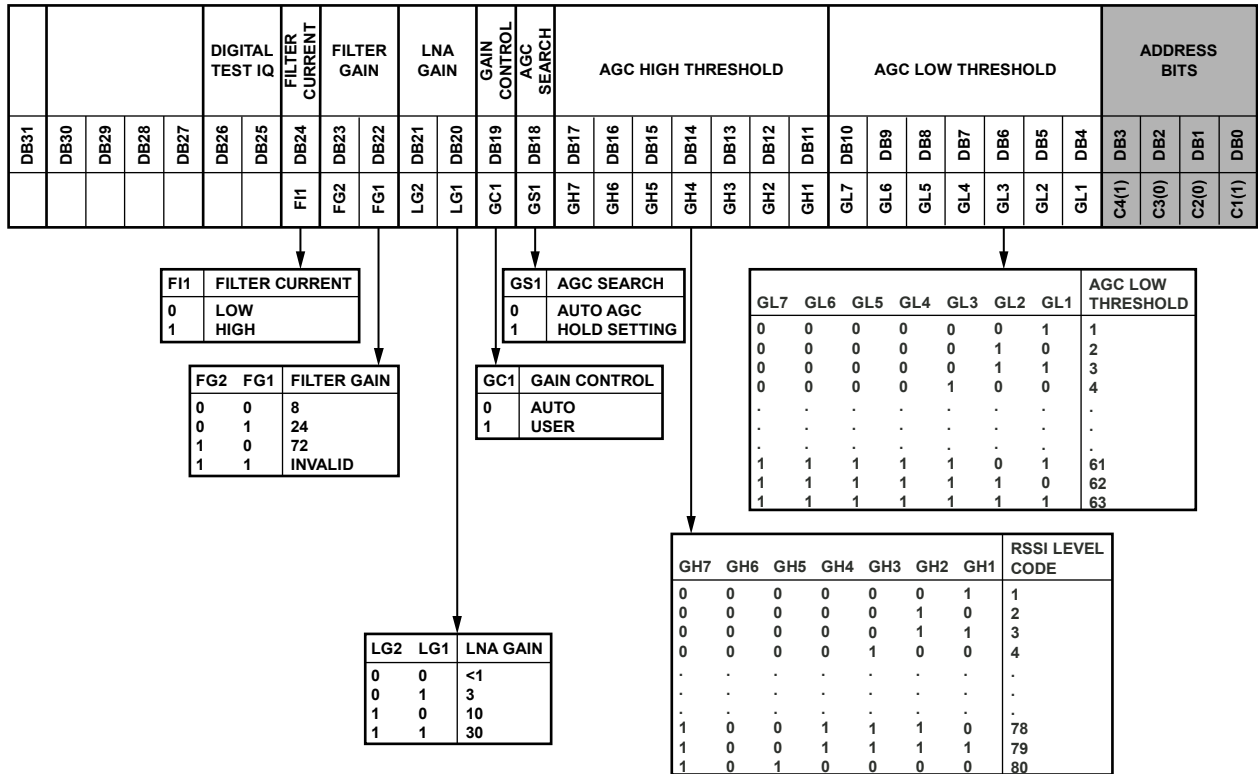 DIGITAL TEST IQ
FILTER CURRENT
FILTER GAIN
LNA GAIN
GAIN CONTROL
AGC SEARCH
AGC HIGH THRESHOLD
AGC LOW THRESHOLD
ADDRESS BITS
DB31 DB30 DB29 DB28 DB27 DB26 DB25 DB24 DB23 DB22 DB21 DB20 DB19 DB18 DB17 DB16 DB15 DB14 DB13 DB12 DB11 DB10 DB9 DB8 DB7 DB6 DB5 DB4 DB3 DB2 DB1 DB0
FI1 FG2 FG1 LG2 LG1 GC1 GS1 GH7 GH6 GH5 GH4 GH3 GH2 GH1 GL7 GL6 GL5 GL4 GL3 GL2 GL1 C4(1) C3(0) C2(0) C1(1)
FI1 FILTER CURRENT
0 LOW
1 HIGH
GS1 AGC SEARCH
0 AUTO AGC
1 HOLD SETTING
FG2 FG1 FILTER GAIN
0 0 8
0 1 24
1 0 72
1 1 INVALID
GC1 GAIN CONTROL
0 AUTO
1 USER
GL7 GL6 GL5 GL4 GL3 GL2 GL1 AGC LOW THRESHOLD
0 0 0 0 0 0 1 1
0 0 0 0 0 1 0 2
0 0 0 0 0 1 1 3
0 0 0 0 1 0 0 4
. . . . . . . .
. . . . . . . .
. . . . . . . .
1 1 1 1 1 0 1 61
1 1 1 1 1 1 0 62
1 1 1 1 1 1 1 63
LG2 LG1 LNA GAIN
0 0 <1
0 1 3
1 0 10
1 1 30
GH7 GH6 GH5 GH4 GH3 GH2 GH1 RSSI LEVEL CODE
0 0 0 0 0 0 1 1
0 0 0 0 0 1 0 2
0 0 0 0 0 1 1 3
0 0 0 0 1 0 0 4
. . . . . . . .
. . . . . . . .
. . . . . . . .
1 0 0 1 1 1 0 78
1 0 0 1 1 1 1 79
1 0 1 0 0 0 0 80